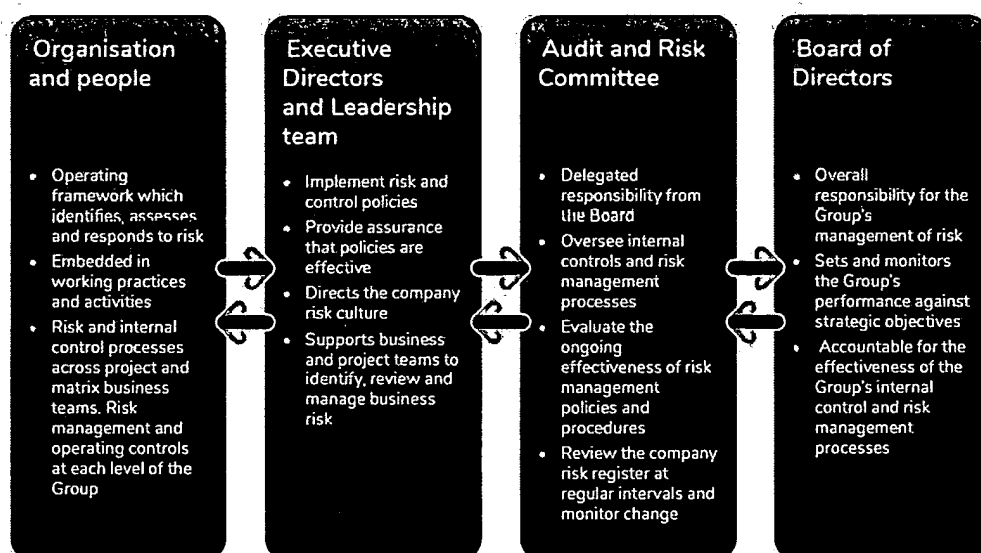 Organisation
and people
• Operating
framework which
identifies, assesses
and responds to risk
• Embedded in
working practices
and activities
• Risk and internal
control processes
across project and
matrix business
teams. Risk
management and
operating controls
at each level of the
Group
Executive
Directors
and Leadership
team
• Implement risk and
control policies
• Provide assurance
that policies are
effective
• Directs the company
risk culture
• Supports business
and project teams to
identify, review and
manage business
risk
Audit and Risk
Committee
• Delegated
responsibility from
the Board
• Oversee internal
controls and risk
management
processes
• Evaluate the
ongoing
effectiveness of risk
management
policies and
procedures
• Review the company
risk register at
regular intervals and
monitor change
Board of
Directors
• Overall
responsibility for the
Group's
management of risk
• Sets and monitors
the Group's
performance against
strategic objectives
• Accountable for the
effectiveness of the
Group's internal
control and risk
management
processes